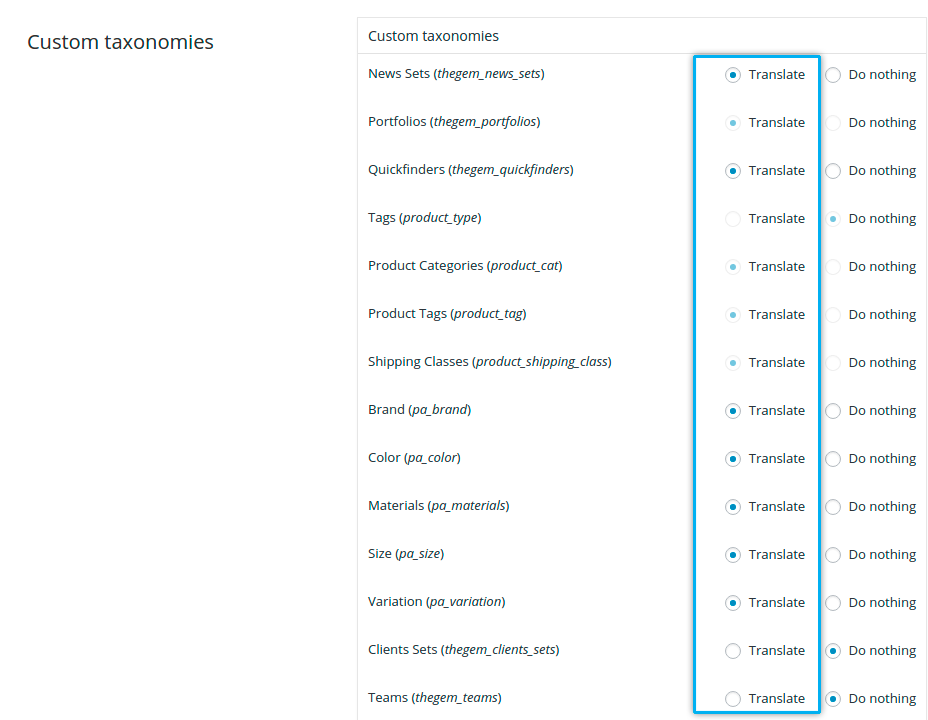 Custom taxonomies
Custom taxonomies
News Sets (thegem_news_sets) Translate Do nothing
Portfolios (thegem_portfolios) Translate Do nothing
Quickfinders (thegem_quickfinders) Translate Do nothing
Tags (product_type) Translate Do nothing
Product Categories (product_cat) Translate Do nothing
Product Tags (product_tag) Translate Do nothing
Shipping Classes (product_shipping_class) Translate Do nothing
Brand (pa_brand) Translate Do nothing
Color (pa_color) Translate Do nothing
Materials (pa_materials) Translate Do nothing
Size (pa_size) Translate Do nothing
Variation (pa_variation) Translate Do nothing
Clients Sets (thegem_clients_sets) Translate Do nothing
Teams (thegem_teams) Translate Do nothing